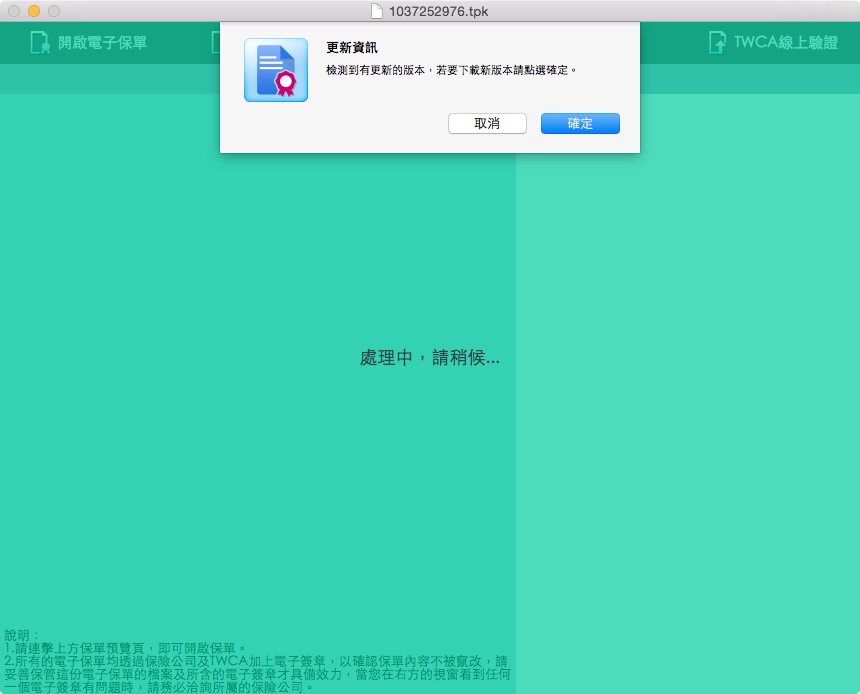 1037252976.tpk
開啟電子保單
TWCA線上驗證
更新資訊
檢測到有更新的版本，若要下載新版本請點選確定。
取消
確定
處理中，請稍候...
說明：
1.請連擊上方保單預覽頁，即可開啟保單。
2.所有的電子保單均透過保險公司及TWCA加上電子簽章，以確認保單內容不被竄改，請
妥善保管這份電子保單的檔案及所含的電子簽章才具備效力，當您在右方的視窗看到任何
一個電子簽章有問題時，請務必洽詢所屬的保險公司。